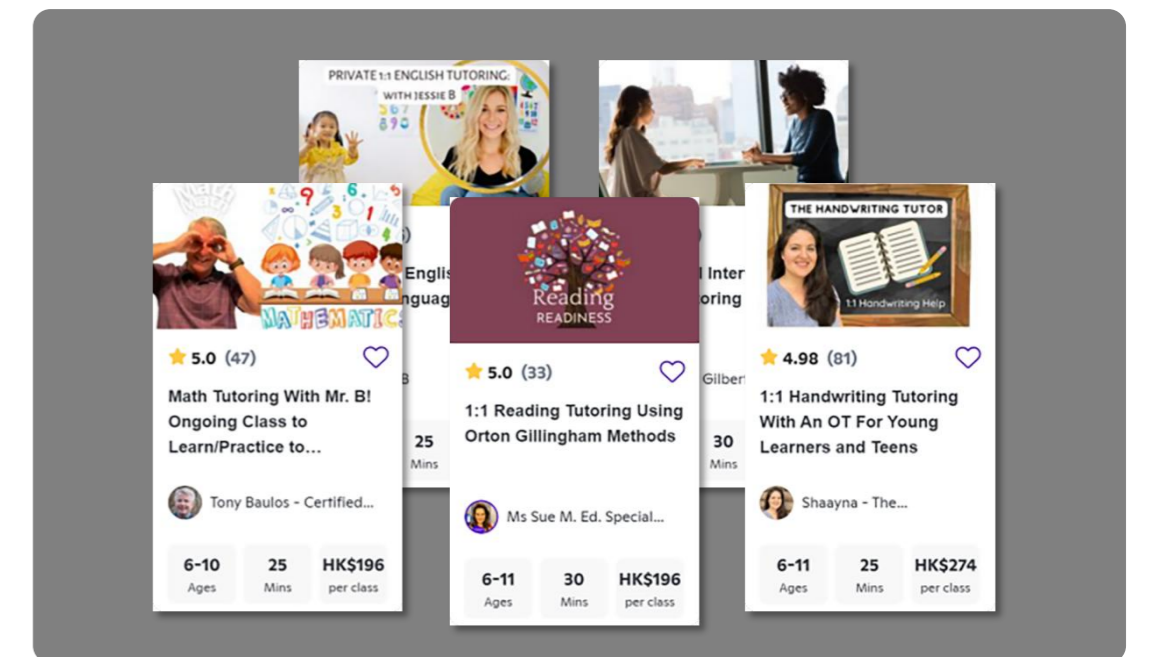 PRIVATE 1:1 ENGLISH TUTORING:
WITH JESSIE B
Math
MATHEMATICS
5.0 (47)
Math Tutoring With Mr. B!
Ongoing Class to
Learn/Practice to...
Tony Baulos - Certified...
6-10
Ages
25
Mins
HK$196
per class
25
Mins
Reading
READINESS
5.0 (33)
1:1 Reading Tutoring Using
Orton Gillingham Methods
Ms Sue M. Ed. Special...
6-11
Ages
30
Mins
HK$196
per class
oring
30
Mins
THE HANDWRITING TUTOR
1:1 Handwriting Help
4.98 (81)
1:1 Handwriting Tutoring
With An OT For Young
Learners and Teens
Shaayna - The...
6-11
Ages
25
Mins
HK$274
per class